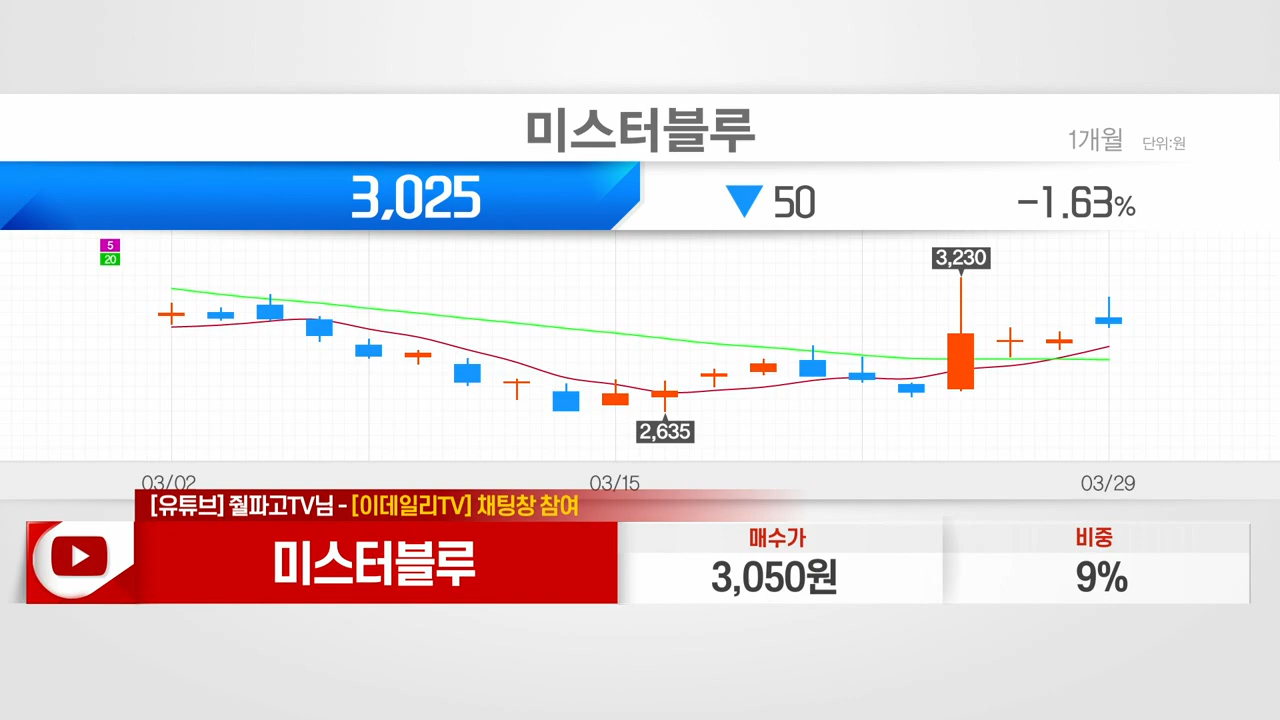 미스터블루
1개월 단위:원
3,025 ▼50 -1.63%
5
20
3,230
2,635
03/02 03/15 03/29
[유튜브] 줼파고TV님 - [이데일리TV] 채팅창 참여
미스터블루
매수가 비중
3,050원 9%